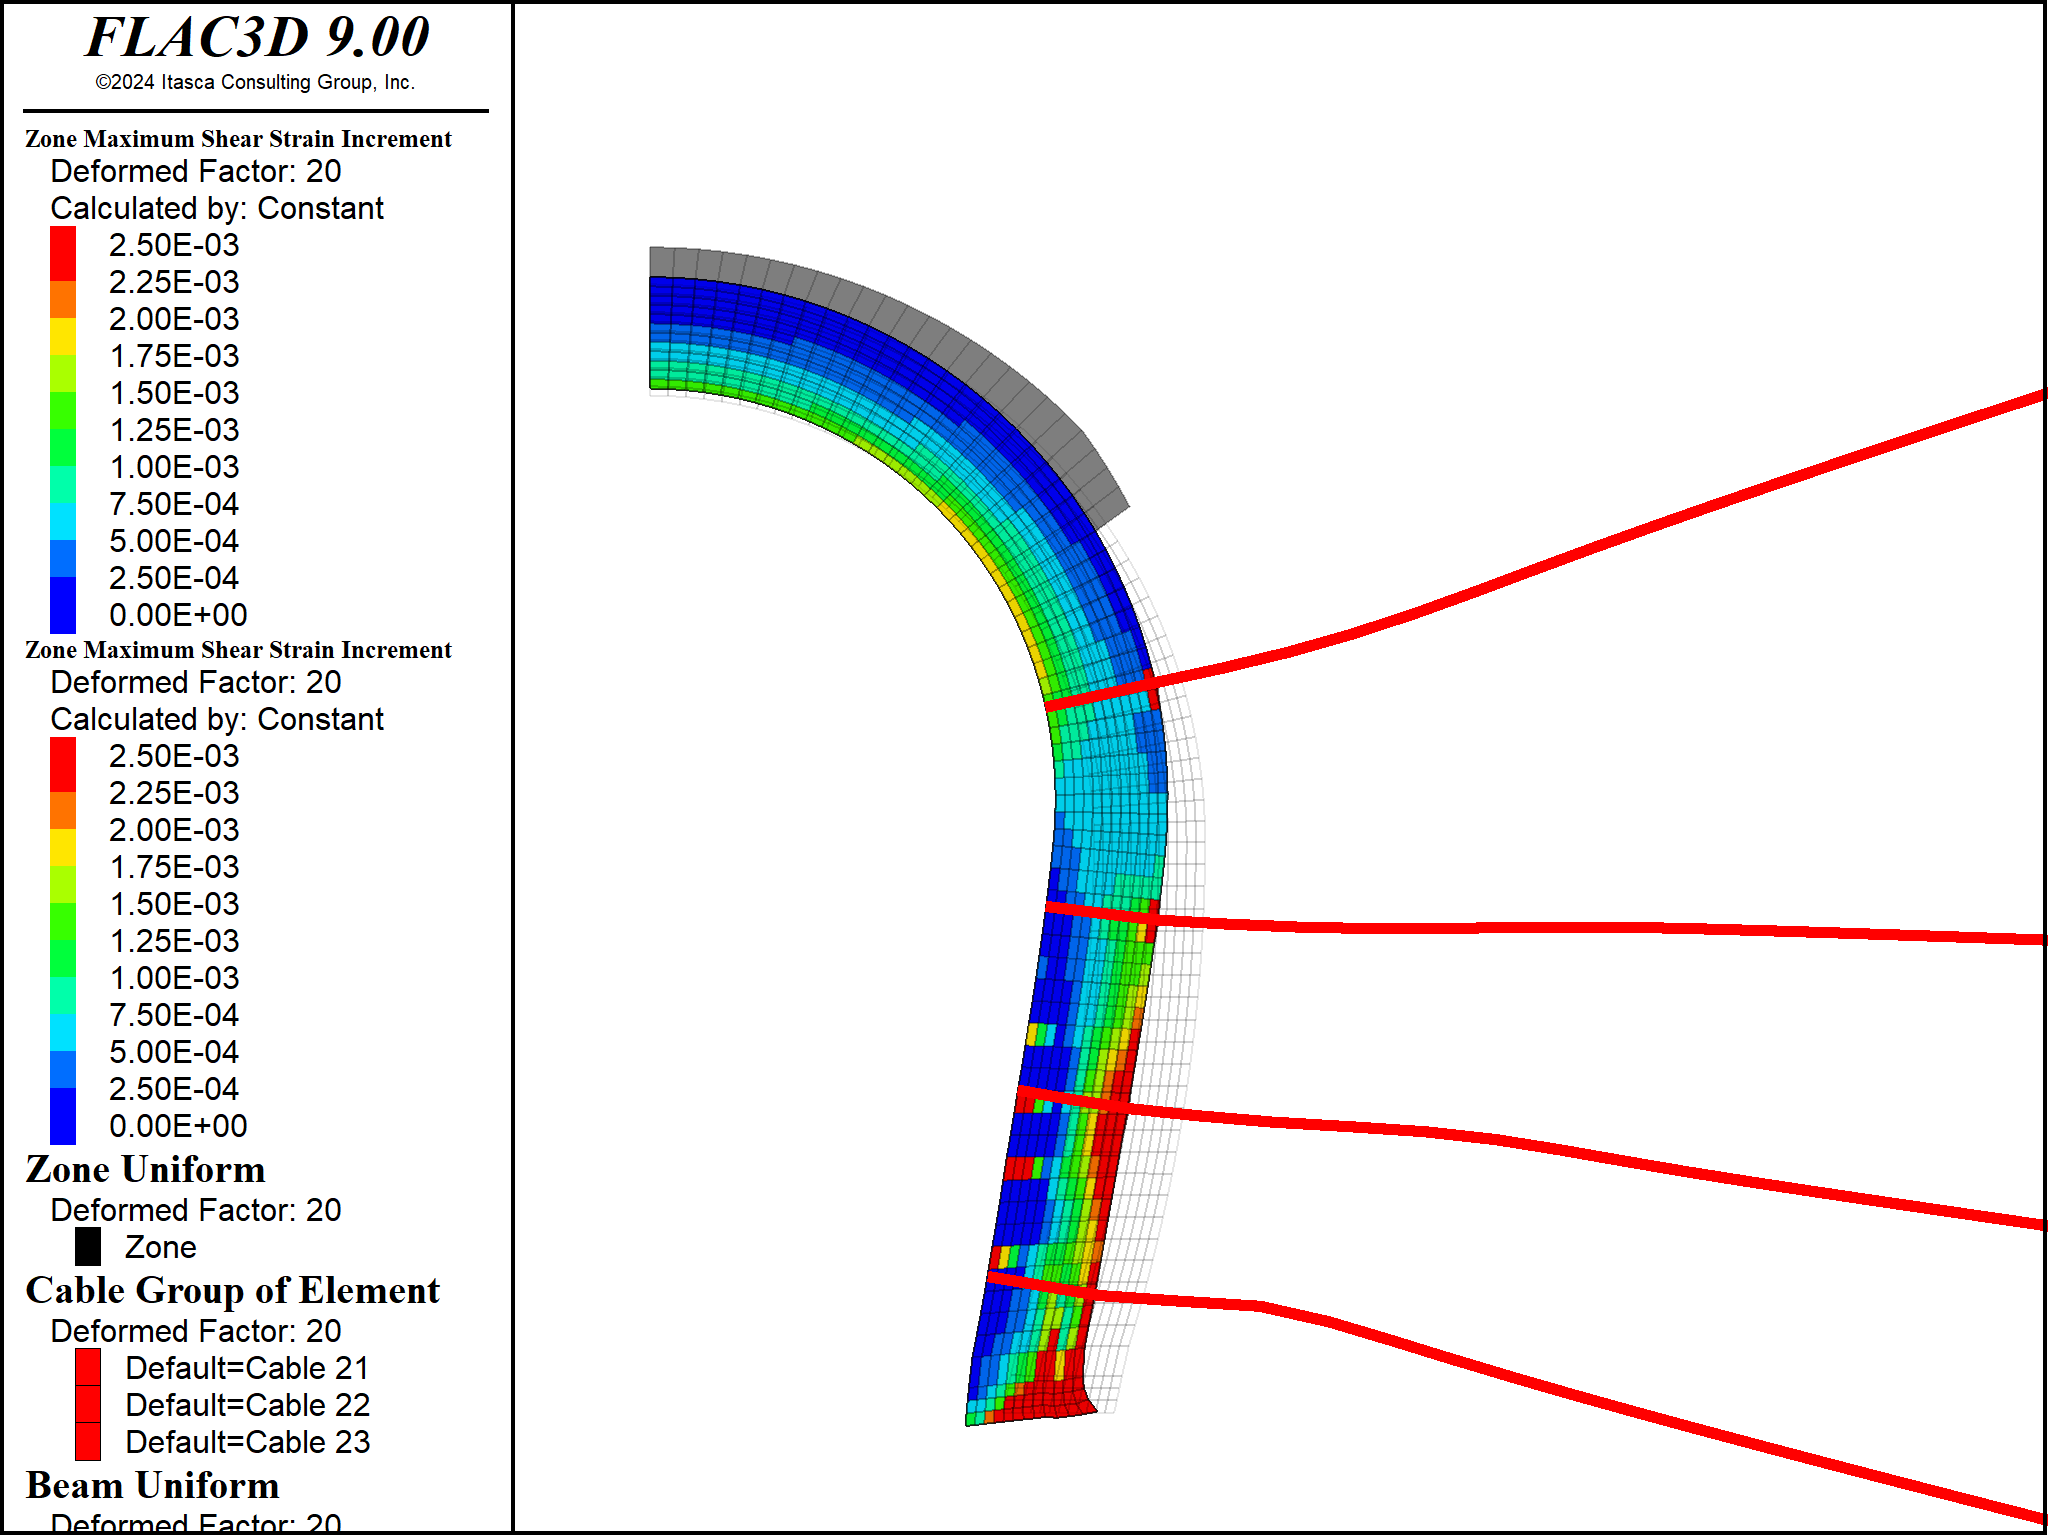 FLAC3D 9.00
©2024 Itasca Consulting Group, Inc.
Zone Maximum Shear Strain Increment
Deformed Factor: 20
Calculated by: Constant
2.50E-03
2.25E-03
2.00E-03
1.75E-03
1.50E-03
1.25E-03
1.00E-03
7.50E-04
5.00E-04
2.50E-04
0.00E+00
Zone Maximum Shear Strain Increment
Deformed Factor: 20
Calculated by: Constant
2.50E-03
2.25E-03
2.00E-03
1.75E-03
1.50E-03
1.25E-03
1.00E-03
7.50E-04
5.00E-04
2.50E-04
0.00E+00
Zone Uniform
Deformed Factor: 20
Zone
Cable Group of Element
Deformed Factor: 20
Default=Cable 21
Default=Cable 22
Default=Cable 23
Beam Uniform
Deformed Factor: 20